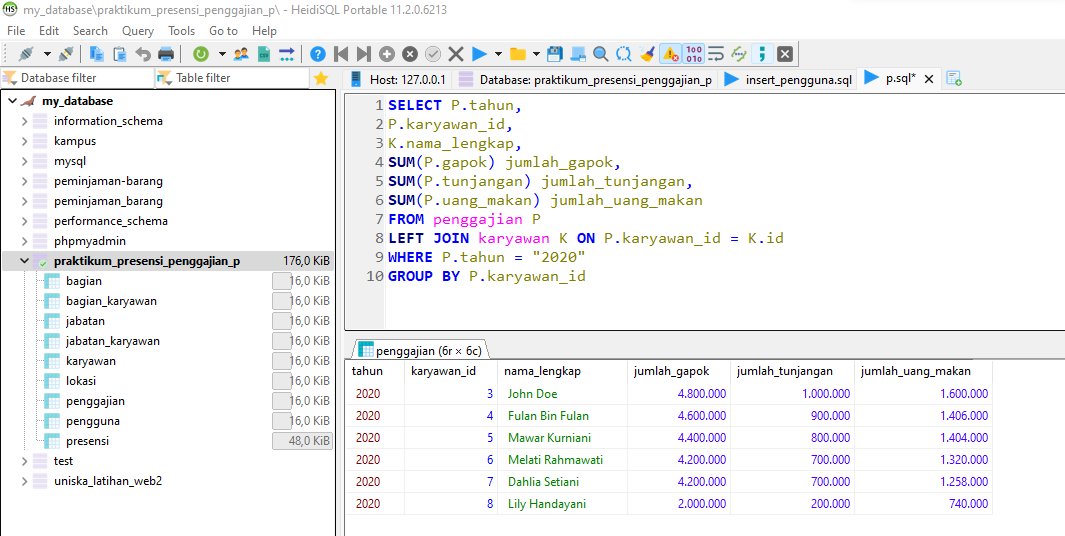 my_database\praktikum_presensi_penggajian_p\ - HeidiSQL Portable 11.2.0.6213
File Edit Search Query Tools Go to Help
Database filter Table filter
Host: 127.0.0.1 Database: praktikum_presensi_penggajian_p insert_pengguna.sql p.sql*
my_database
information_schema
kampus
mysql
peminjaman-barang
peminjaman_barang
performance_schema
phpmyadmin
praktikum_presensi_penggajian_p 176,0 KiB
bagian 16,0 KiB
bagian_karyawan 16,0 KiB
jabatan 16,0 KiB
jabatan_karyawan 16,0 KiB
karyawan 16,0 KiB
lokasi 16,0 KiB
penggajian 16,0 KiB
pengguna 16,0 KiB
presensi 48,0 KiB
test
uniska_latihan_web2
1 SELECT P.tahun,
2 P.karyawan_id,
3 K.nama_lengkap,
4 SUM(P.gapok) jumlah_gapok,
5 SUM(P.tunjangan) jumlah_tunjangan,
6 SUM(P.uang_makan) jumlah_uang_makan
7 FROM penggajian P
8 LEFT JOIN karyawan K ON P.karyawan_id = K.id
9 WHERE P.tahun = "2020"
10 GROUP BY P.karyawan_id
penggajian (6r × 6c)
tahun karyawan_id nama_lengkap jumlah_gapok jumlah_tunjangan jumlah_uang_makan
2020 3 John Doe 4.800.000 1.000.000 1.600.000
2020 4 Fulan Bin Fulan 4.600.000 900.000 1.406.000
2020 5 Mawar Kurniani 4.400.000 800.000 1.404.000
2020 6 Melati Rahmawati 4.200.000 700.000 1.320.000
2020 7 Dahlia Setiani 4.200.000 700.000 1.258.000
2020 8 Lily Handayani 2.000.000 200.000 740.000